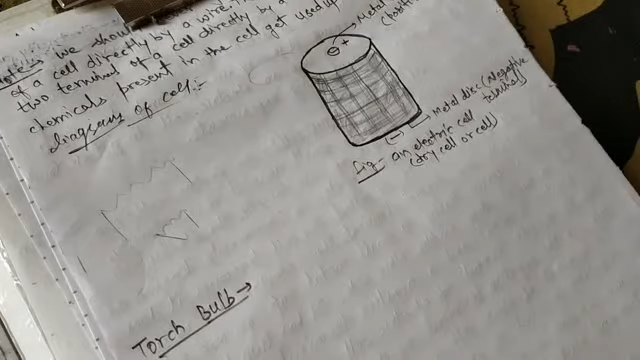 we should
of a cell directly by a wire.
two terminal of a cell directly by a
chemicals present in the cell get used up
diagram of cell:-
Metal
+
Metal disc (Negative
terminal)
Fig- an electric cell
(dry cell or cell)
Torch Bulb →